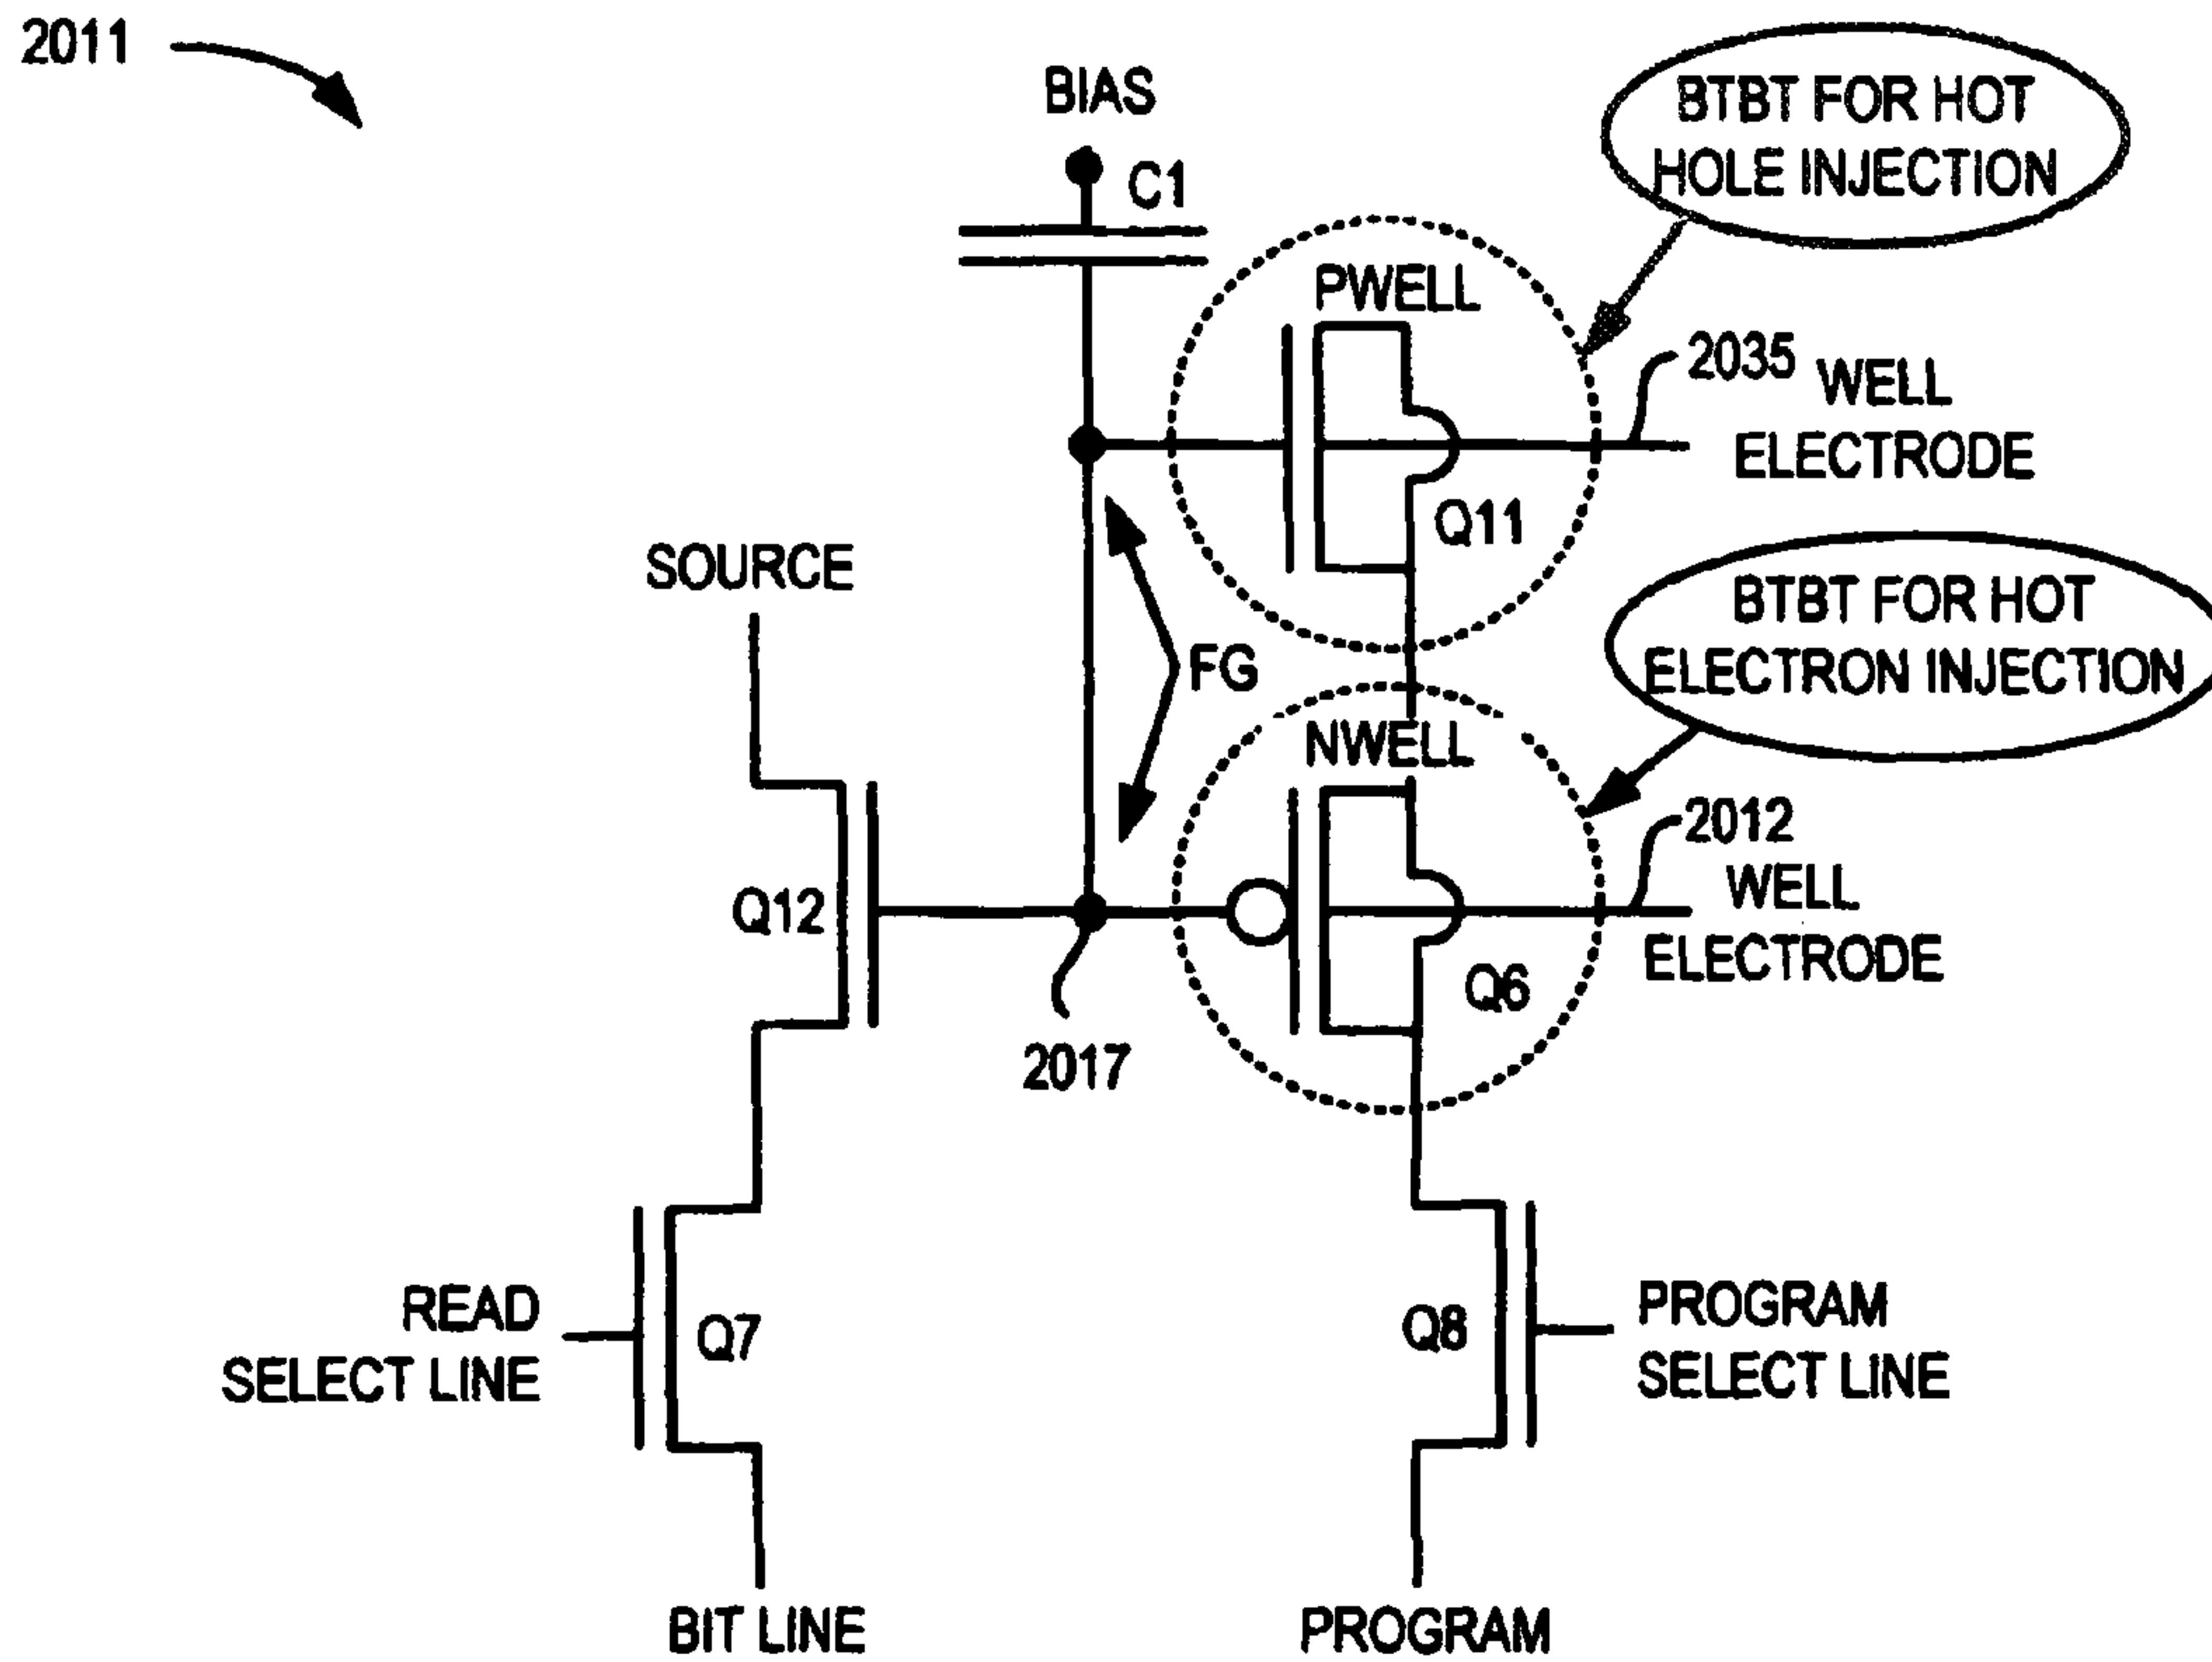 2011
BIAS
C1
BTBT FOR HOT
HOLE INJECTION
PWELL
2035
WELL
ELECTRODE
Q11
SOURCE
FG
BTBT FOR HOT
ELECTRON INJECTION
NWELL
2012
WELL
ELECTRODE
Q12
Q6
2017
READ
SELECT LINE
Q7
Q8
PROGRAM
SELECT LINE
BIT LINE
PROGRAM